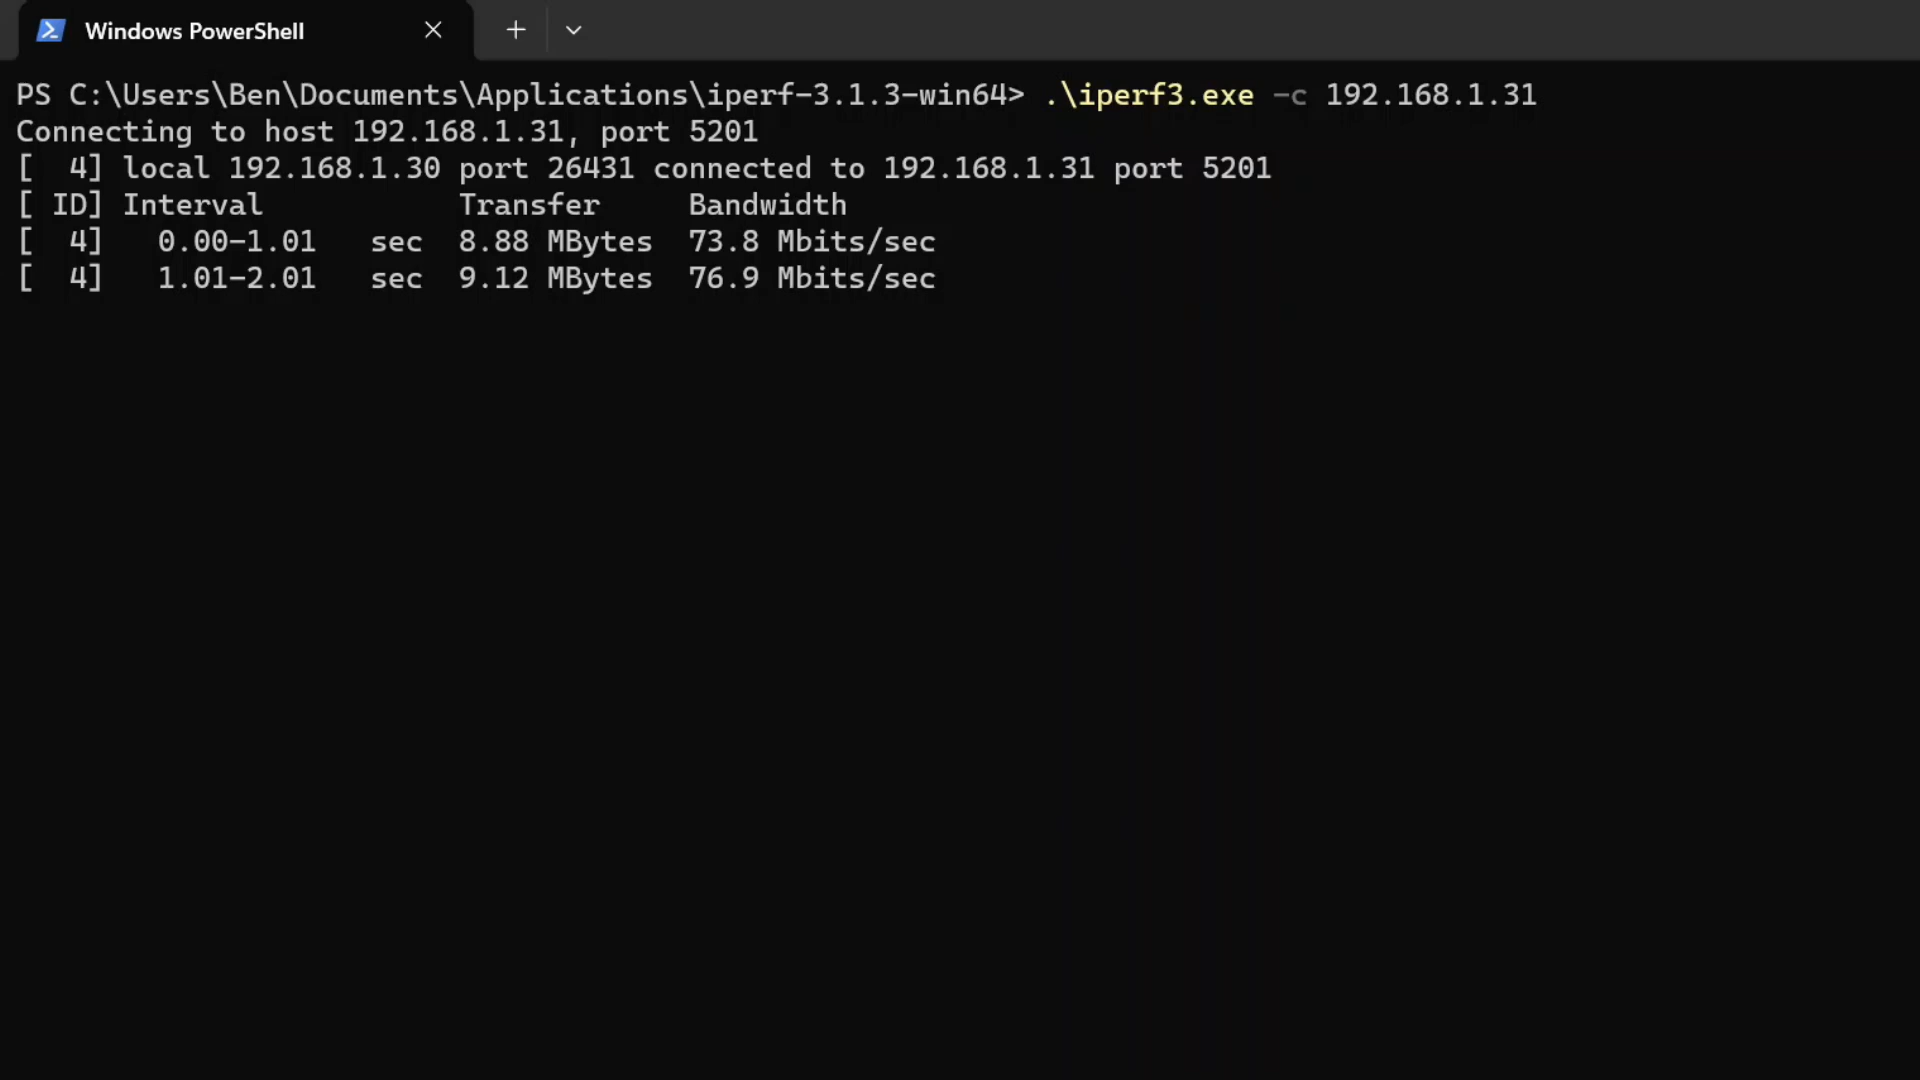 Windows PowerShell
PS C:\Users\Ben\Documents\Applications\iperf-3.1.3-win64> .\iperf3.exe -c 192.168.1.31
Connecting to host 192.168.1.31, port 5201
[  4] local 192.168.1.30 port 26431 connected to 192.168.1.31 port 5201
[ ID] Interval           Transfer     Bandwidth
[  4]   0.00-1.01   sec  8.88 MBytes  73.8 Mbits/sec
[  4]   1.01-2.01   sec  9.12 MBytes  76.9 Mbits/sec